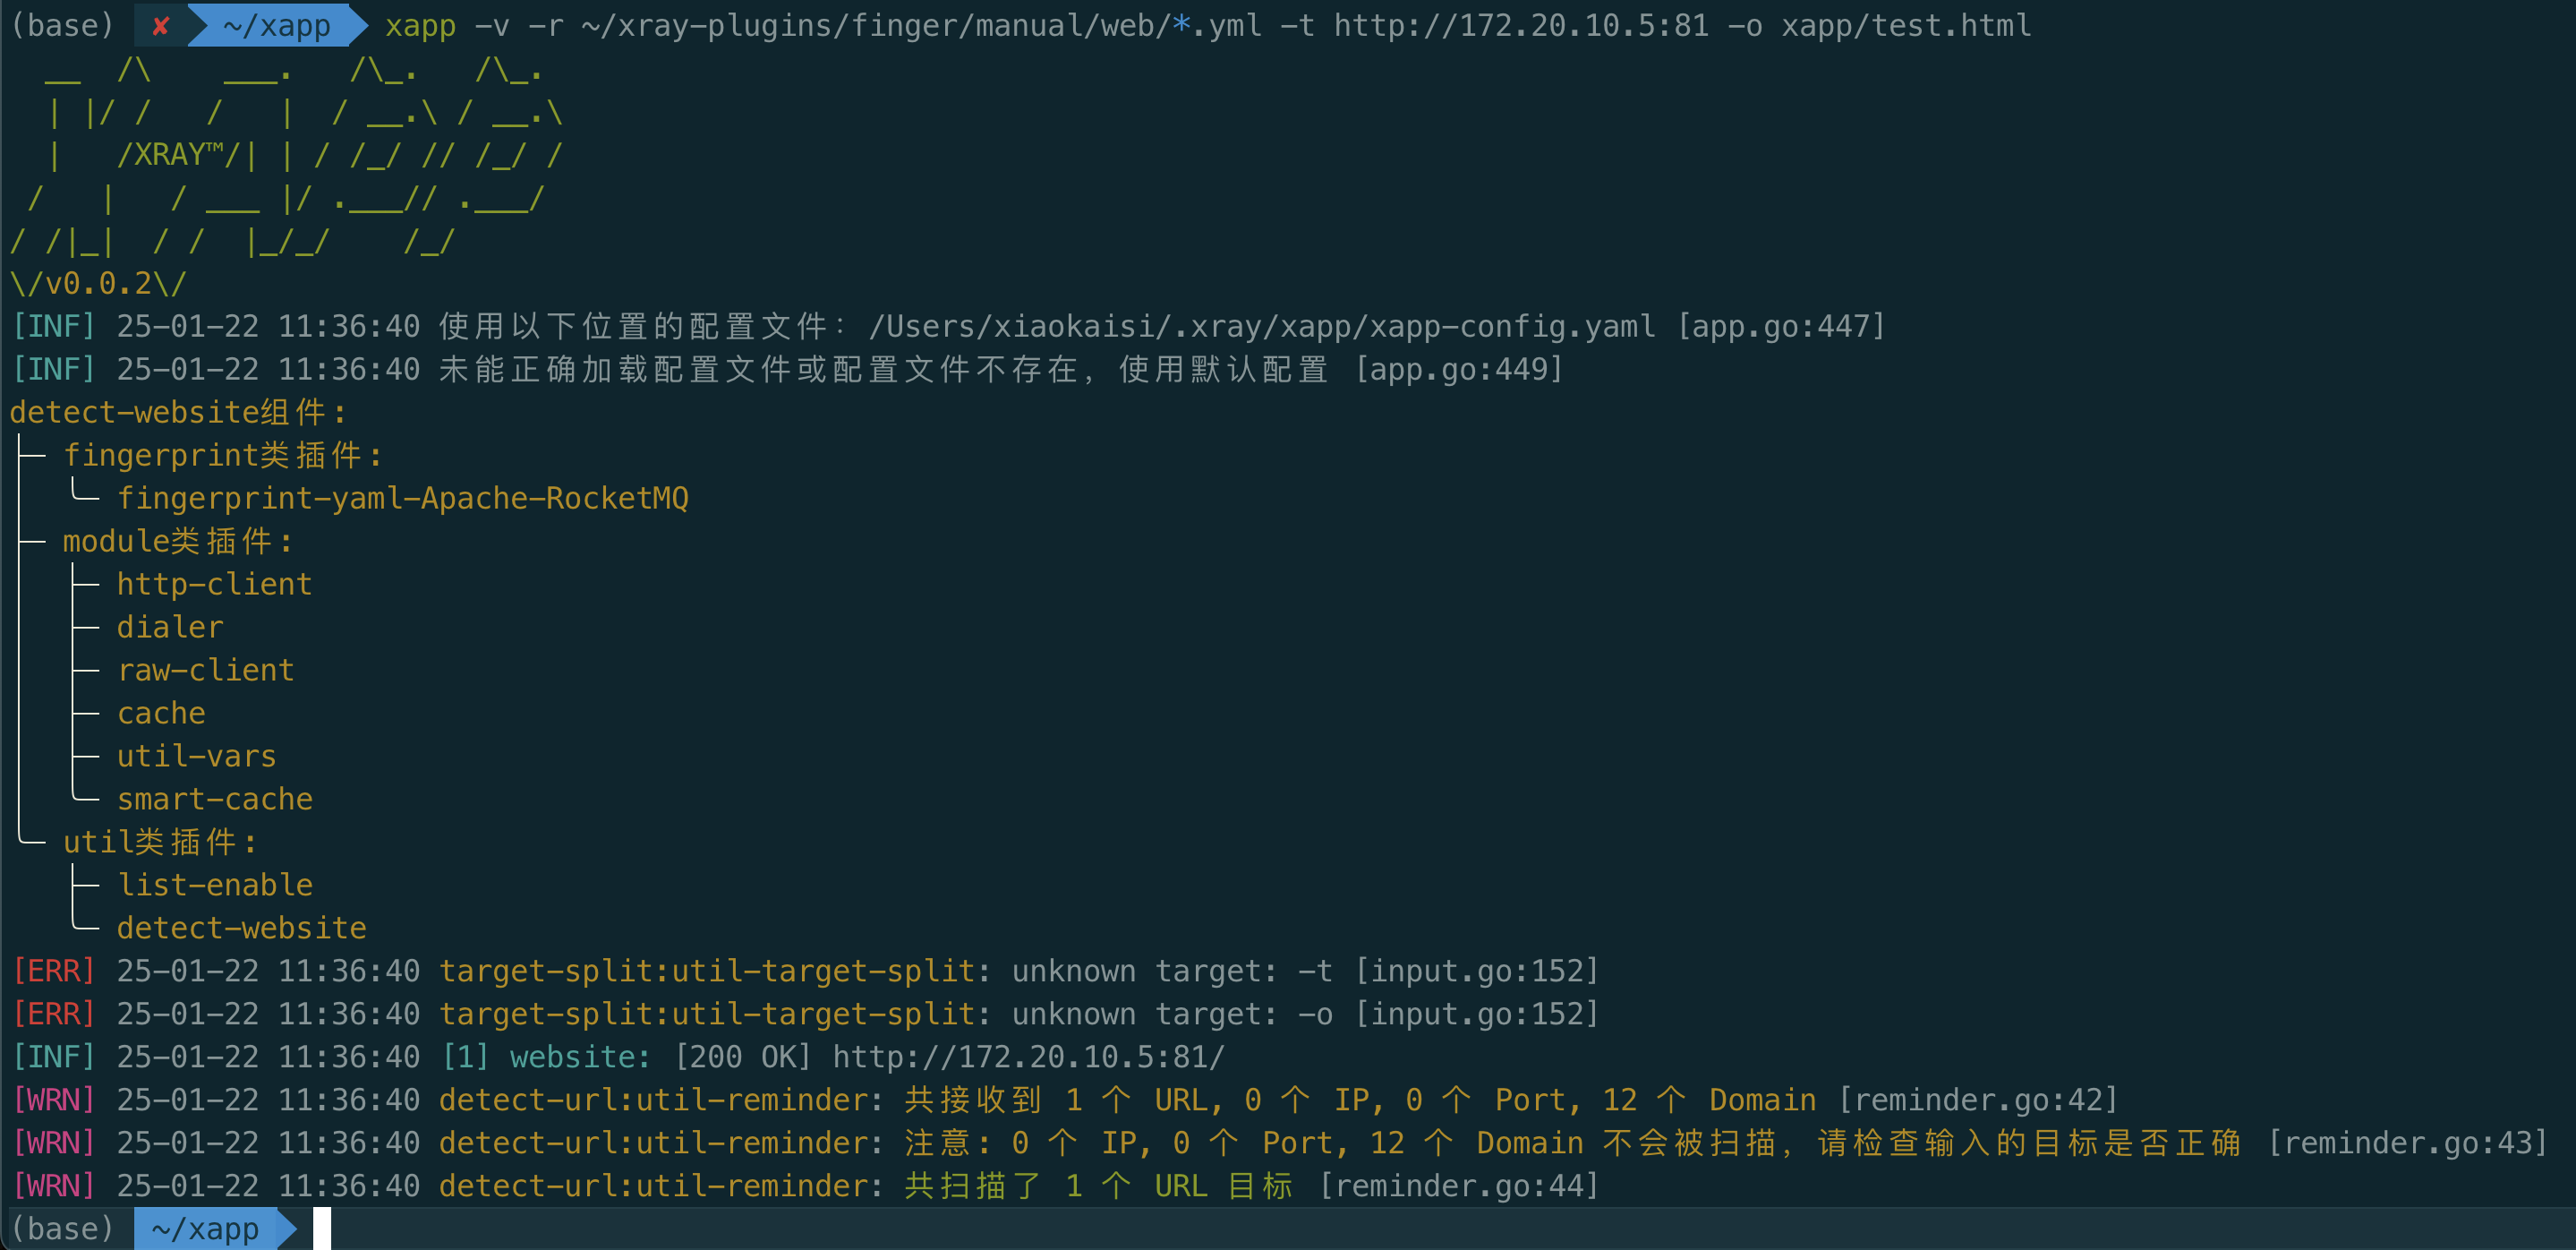 (base) ✘ ~/xapp xapp -v -r ~/xray-plugins/finger/manual/web/*.yml -t http://172.20.10.5:81 -o xapp/test.html
  __  /\    ___.   /\_.   /\_.
  | |/ /   /   |  / __.\ / __.\
  |   /XRAY™/| | / /_/ // /_/ /
 /   |   / ___ |/ .___// .___/
/ /|_|  / /  |_/_/    /_/
\/v0.0.2\/
[INF] 25-01-22 11:36:40 使用以下位置的配置文件: /Users/xiaokaisi/.xray/xapp/xapp-config.yaml [app.go:447]
[INF] 25-01-22 11:36:40 未能正确加载配置文件或配置文件不存在, 使用默认配置 [app.go:449]
detect-website组件:
├─ fingerprint类插件:
│  ╰─ fingerprint-yaml-Apache-RocketMQ
├─ module类插件:
│  ├─ http-client
│  ├─ dialer
│  ├─ raw-client
│  ├─ cache
│  ├─ util-vars
│  ╰─ smart-cache
╰─ util类插件:
   ├─ list-enable
   ╰─ detect-website
[ERR] 25-01-22 11:36:40 target-split:util-target-split: unknown target: -t [input.go:152]
[ERR] 25-01-22 11:36:40 target-split:util-target-split: unknown target: -o [input.go:152]
[INF] 25-01-22 11:36:40 [1] website: [200 OK] http://172.20.10.5:81/
[WRN] 25-01-22 11:36:40 detect-url:util-reminder: 共接收到 1 个 URL, 0 个 IP, 0 个 Port, 12 个 Domain [reminder.go:42]
[WRN] 25-01-22 11:36:40 detect-url:util-reminder: 注意: 0 个 IP, 0 个 Port, 12 个 Domain 不会被扫描, 请检查输入的目标是否正确 [reminder.go:43]
[WRN] 25-01-22 11:36:40 detect-url:util-reminder: 共扫描了 1 个 URL 目标 [reminder.go:44]
(base) ~/xapp